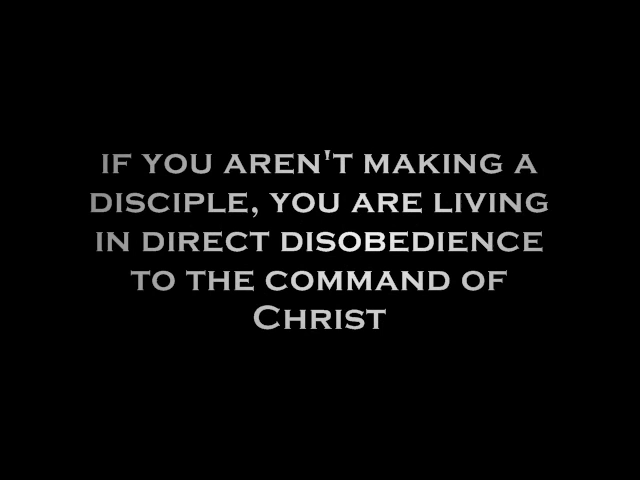 if you aren't making a
disciple, you are living
in direct disobedience
to the command of
Christ